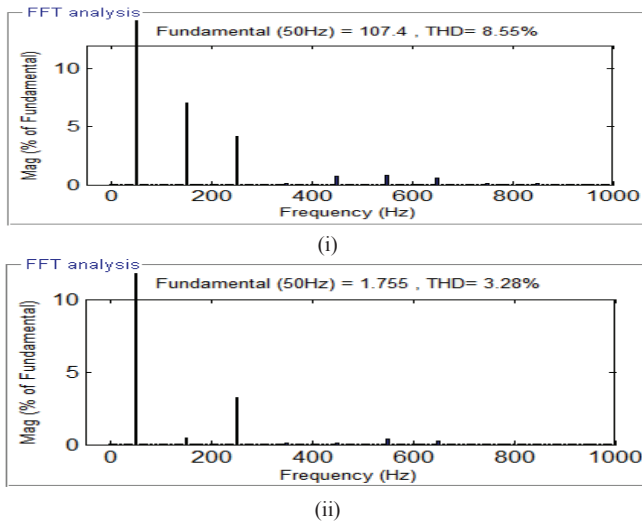 FFT analysis
Fundamental (50Hz) = 107.4 , THD= 8.55%
Mag (% of Fundamental)
10
5
0
0 200 400 600 800 1000
Frequency (Hz)
(i)
FFT analysis
Fundamental (50Hz) = 1.755 , THD= 3.28%
Mag (% of Fundamental)
10
5
0
0 200 400 600 800 1000
Frequency (Hz)
(ii)